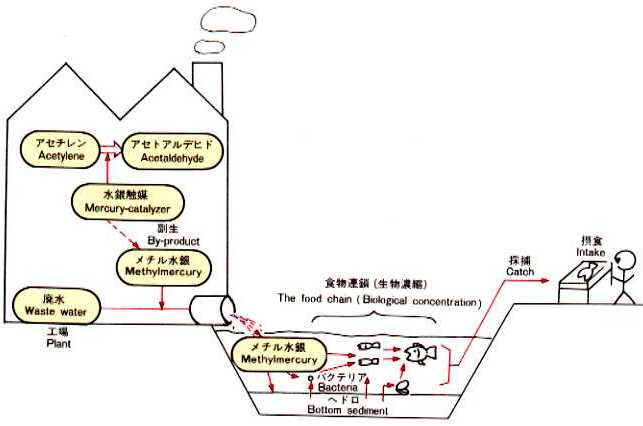 アセチレン
Acetylene
アセトアルデヒド
Acetaldehyde
水銀触媒
Mercury-catalyzer
副生
By-product
メチル水銀
Methylmercury
廃水
Waste water
工場
Plant
メチル水銀
Methylmercury
食物連鎖(生物濃縮)
The food chain (Biological concentration)
バクテリア
Bacteria
ヘドロ
Bottom sediment
採捕
Catch
摂食
Intake